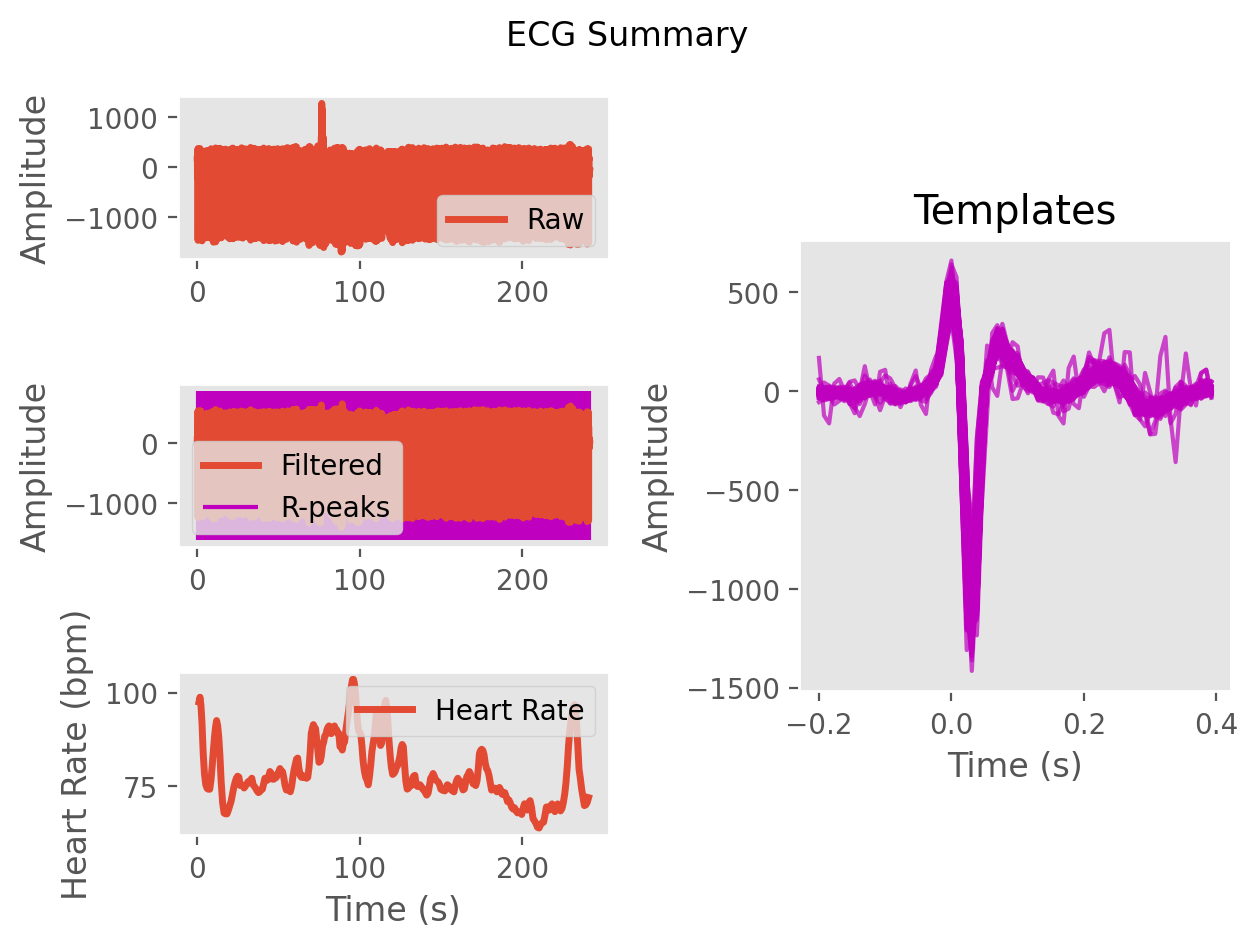 ECG Summary
Amplitude
1000
0
−1000
Raw
0 100 200
Amplitude
0
−1000
Filtered
R-peaks
0 100 200
Heart Rate (bpm)
100
75
Heart Rate
0 100 200
Time (s)
Templates
Amplitude
500
0
−500
−1000
−1500
−0.2 0.0 0.2 0.4
Time (s)